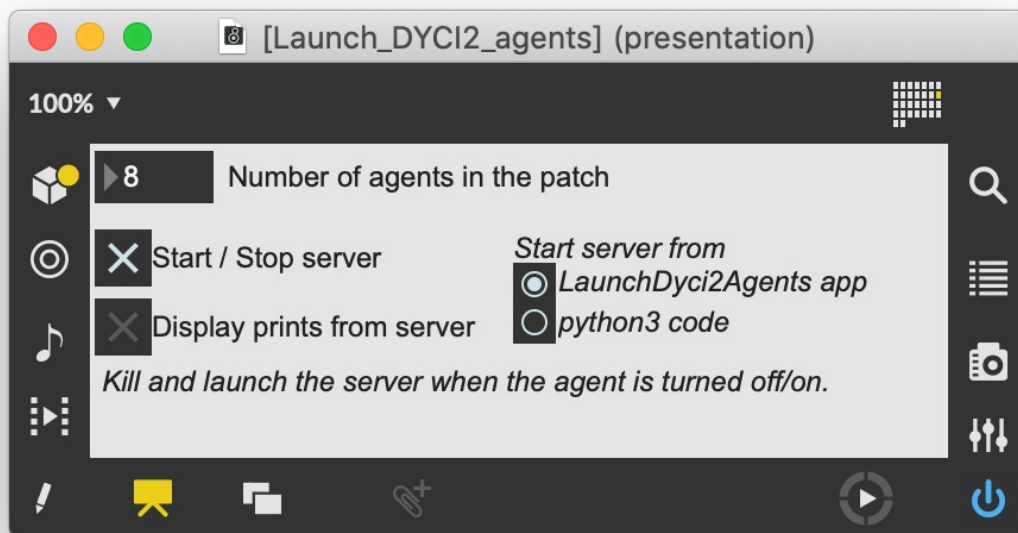 [Launch_DYCI2_agents] (presentation)
100%
8 Number of agents in the patch
Start / Stop server
Display prints from server
Start server from
LaunchDyci2Agents app
python3 code
Kill and launch the server when the agent is turned off/on.